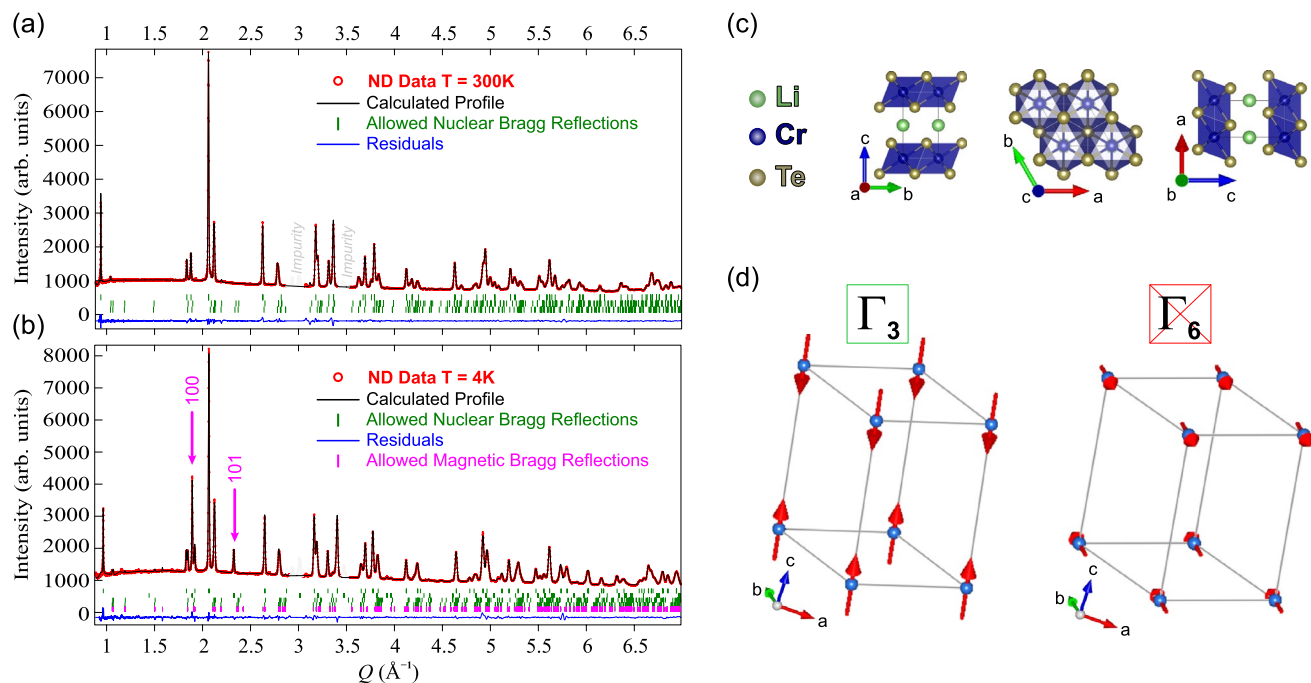 (a)
1 1.5 2 2.5 3 3.5 4 4.5 5 5.5 6 6.5
Intensity (arb. units)
7000
6000
5000
4000
3000
2000
1000
0
ND Data T = 300K
Calculated Profile
Allowed Nuclear Bragg Reflections
Residuals
Impurity
Impurity
(b)
Intensity (arb. units)
8000
7000
6000
5000
4000
3000
2000
1000
0
100
101
ND Data T = 4K
Calculated Profile
Allowed Nuclear Bragg Reflections
Residuals
Allowed Magnetic Bragg Reflections
1 1.5 2 2.5 3 3.5 4 4.5 5 5.5 6 6.5
Q (Å⁻¹)
(c)
Li
Cr
Te
c
a b
b
a
a
b c
(d)
Γ3
Γ6
c
b
a
c
b
a